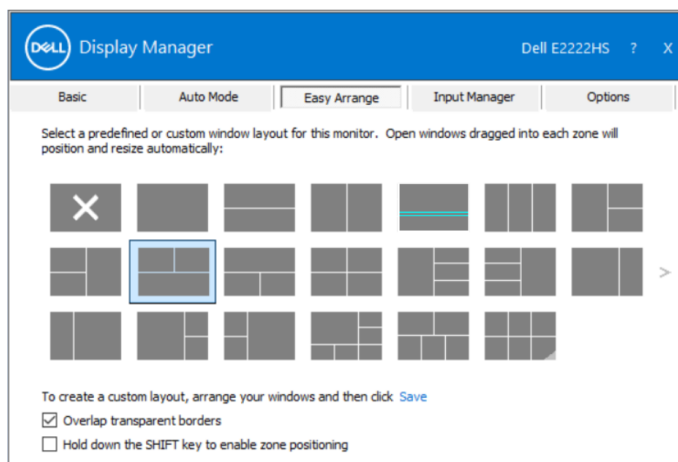 DELL Display Manager Dell E2222HS ? X
Basic Auto Mode Easy Arrange Input Manager Options
Select a predefined or custom window layout for this monitor. Open windows dragged into each zone will
position and resize automatically:
>
To create a custom layout, arrange your windows and then click Save
Overlap transparent borders
Hold down the SHIFT key to enable zone positioning